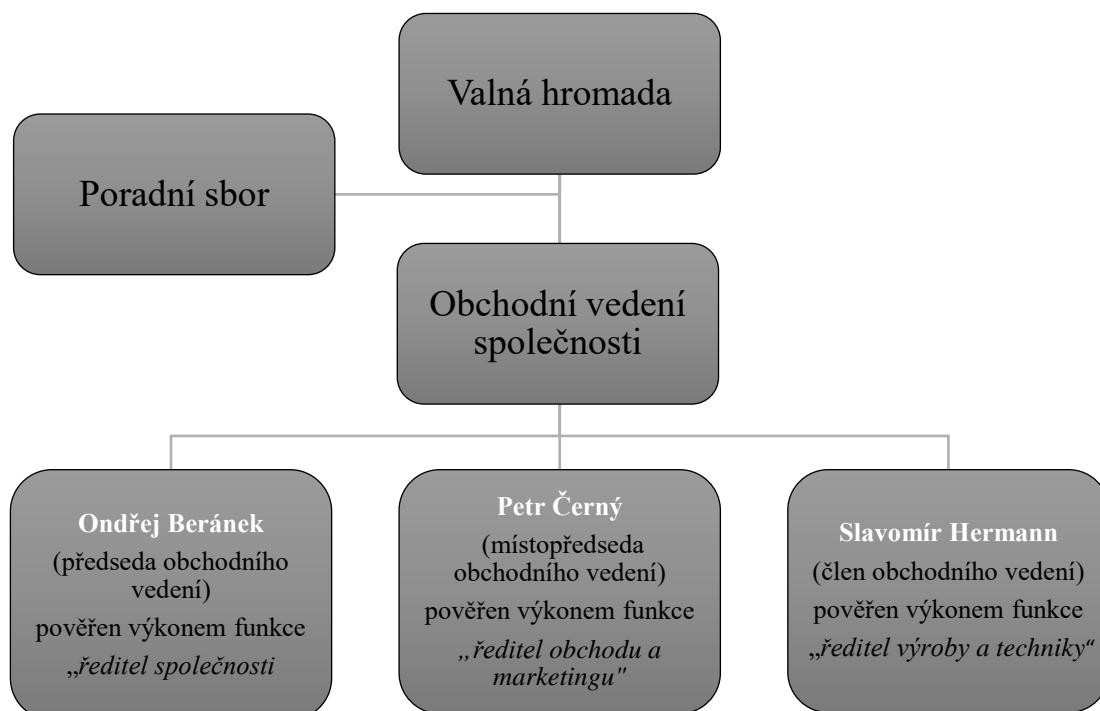 Valná hromada
Poradní sbor
Obchodní vedení
společnosti
Ondřej Beránek
(předseda obchodního
vedení)
pověřen výkonem funkce
„ředitel společnosti
Petr Černý
(místopředseda
obchodního vedení)
pověřen výkonem funkce
„ředitel obchodu a
marketingu"
Slavomír Hermann
(člen obchodního vedení)
pověřen výkonem funkce
„ředitel výroby a techniky“